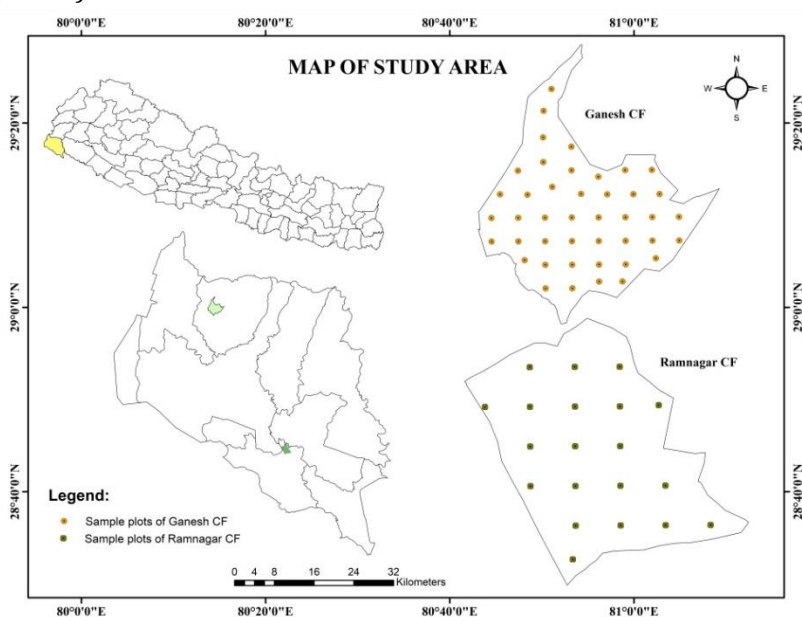 80°0'0"E 80°20'0"E 80°40'0"E 81°0'0"E
MAP OF STUDY AREA
N
W E
S
Ganesh CF
29°20'0"N 29°20'0"N
29°0'0"N 29°0'0"N
Ramnagar CF
28°40'0"N 28°40'0"N
Legend:
Sample plots of Ganesh CF
Sample plots of Ramnagar CF
0 4 8 16 24 32
Kilometers
80°0'0"E 80°20'0"E 80°40'0"E 81°0'0"E